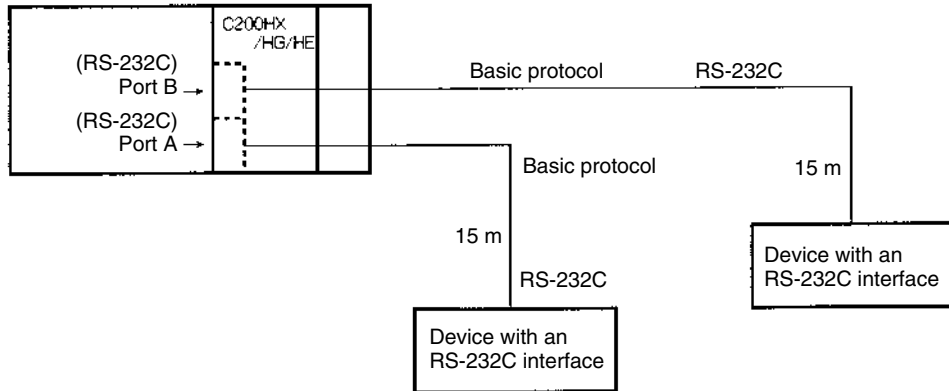 C200HX
/HG/HE
(RS-232C)
Port B
Basic protocol
RS-232C
(RS-232C)
Port A
Basic protocol
15 m
15 m
Device with an
RS-232C interface
RS-232C
Device with an
RS-232C interface